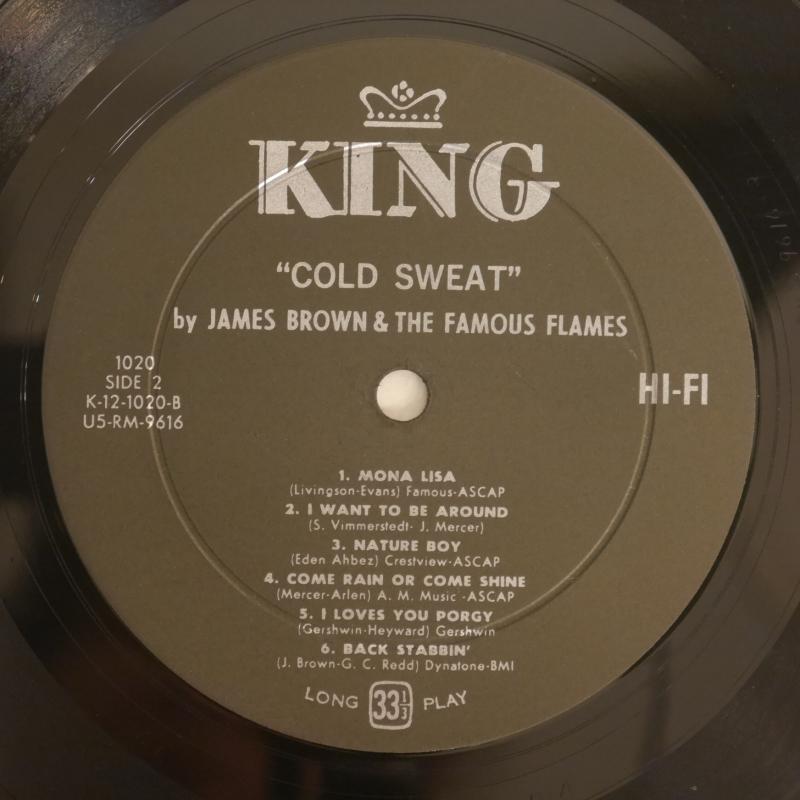 KING
"COLD SWEAT"
by JAMES BROWN & THE FAMOUS FLAMES
1020
SIDE 2
K-12-1020-B
U5-RM-9616
HI-FI
1. MONA LISA
(Livingson-Evans) Famous-ASCAP
2. I WANT TO BE AROUND
(S. Vimmerstedt- J. Mercer)
3. NATURE BOY
(Eden Ahbez) Crestview-ASCAP
4. COME RAIN OR COME SHINE
(Mercer-Arlen) A. M. Music -ASCAP
5. I LOVES YOU PORGY
(Gershwin-Heyward) Gershwin
6. BACK STABBIN'
(J. Brown-G. C. Redd) Dynatone-BMI
LONG 33 1/3 PLAY